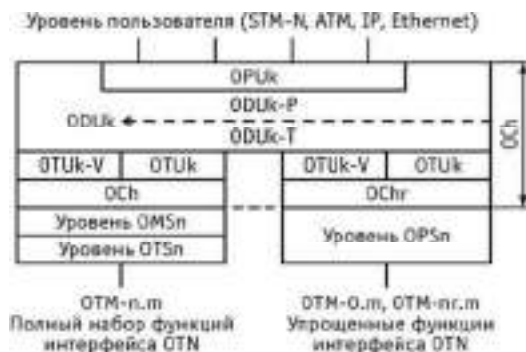 Уровень пользователя (STM-N, ATM, IP, Ethernet)
OPUk
ODUk-P
ODUk
ODUk-T
OCh
OTUk-V OTUk OTUk-V OTUk
OCh OChr
Уровень OMSn
Уровень OPSn
Уровень OTSn
OTM-n.m OTM-0.m, OTM-nr.m
Полный набор функций Упрощенные функции
интерфейса OTN интерфейса OTN